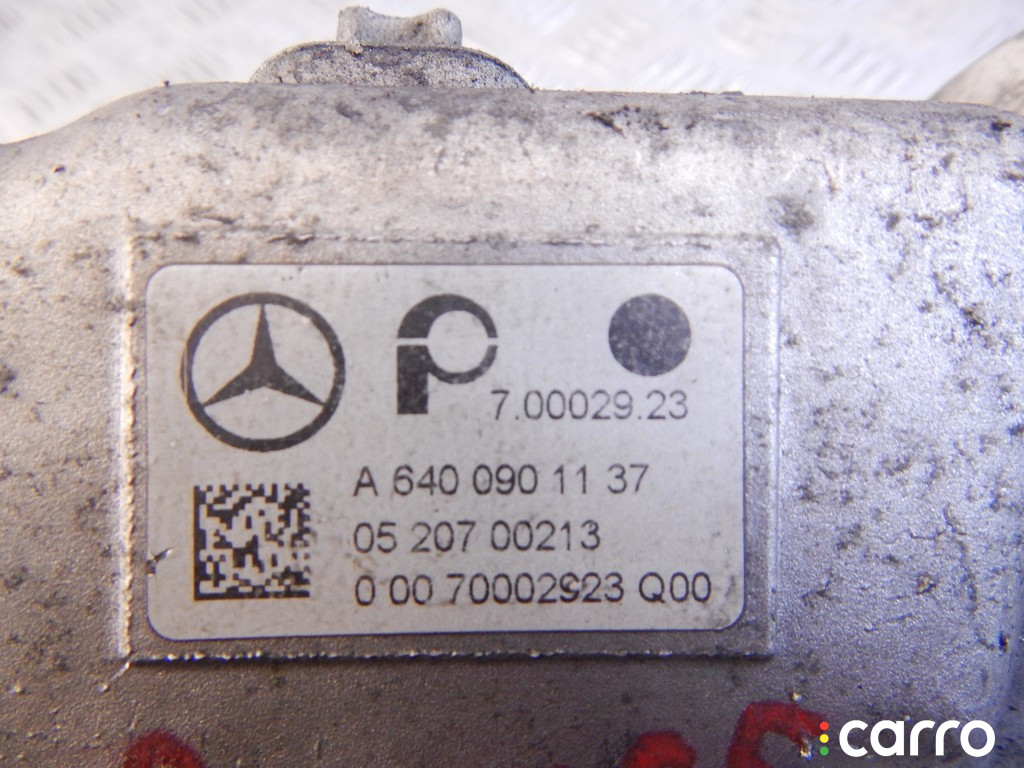 7.00029.23
A 640 090 11 37
05 207 00213
0 00 70002923 Q00
carro